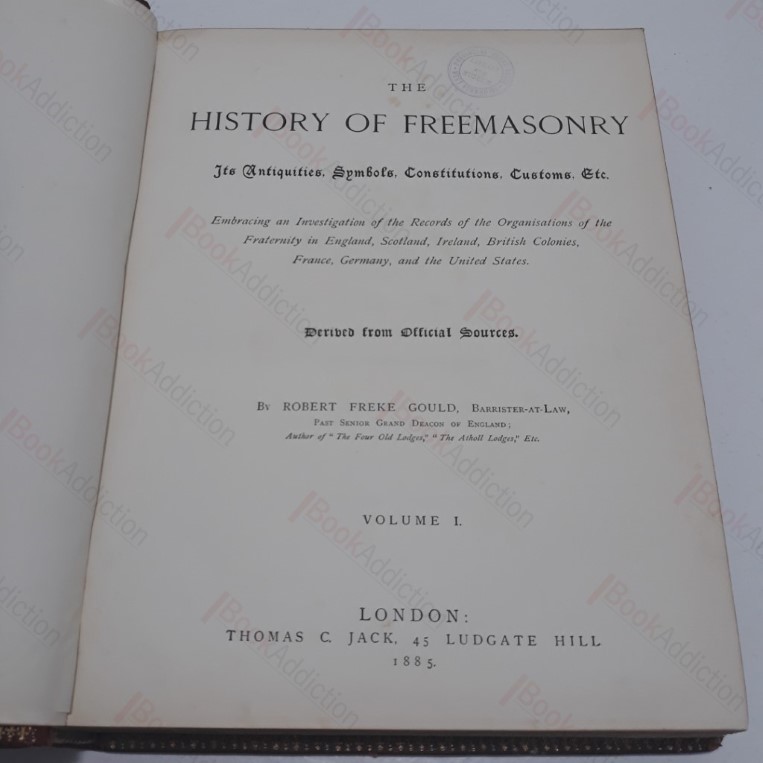 THE
HISTORY OF FREEMASONRY
Its Antiquities, Symbols, Constitutions, Customs, Etc.
Embracing an Investigation of the Records of the Organisations of the
Fraternity in England, Scotland, Ireland, British Colonies,
France, Germany, and the United States.
Derived from Official Sources.
By ROBERT FREKE GOULD, Barrister-at-Law,
Past Senior Grand Deacon of England;
Author of "The Four Old Lodges," "The Atholl Lodges," Etc.
VOLUME I.
LONDON:
THOMAS C. JACK, 45 LUDGATE HILL
1885.
BookAddiction